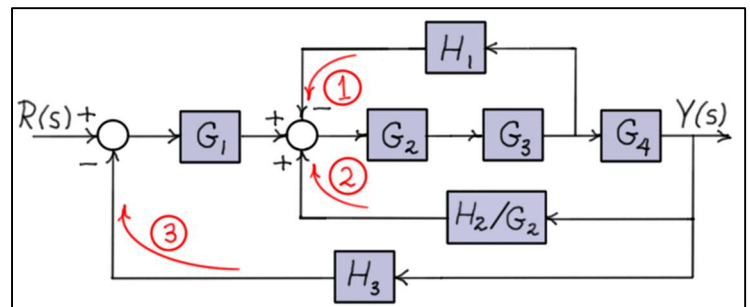 H₁
①
−
R(s) + + Y(s)
G₁ G₂ G₃ G₄
− +
②
H₂/G₂
③
H₃